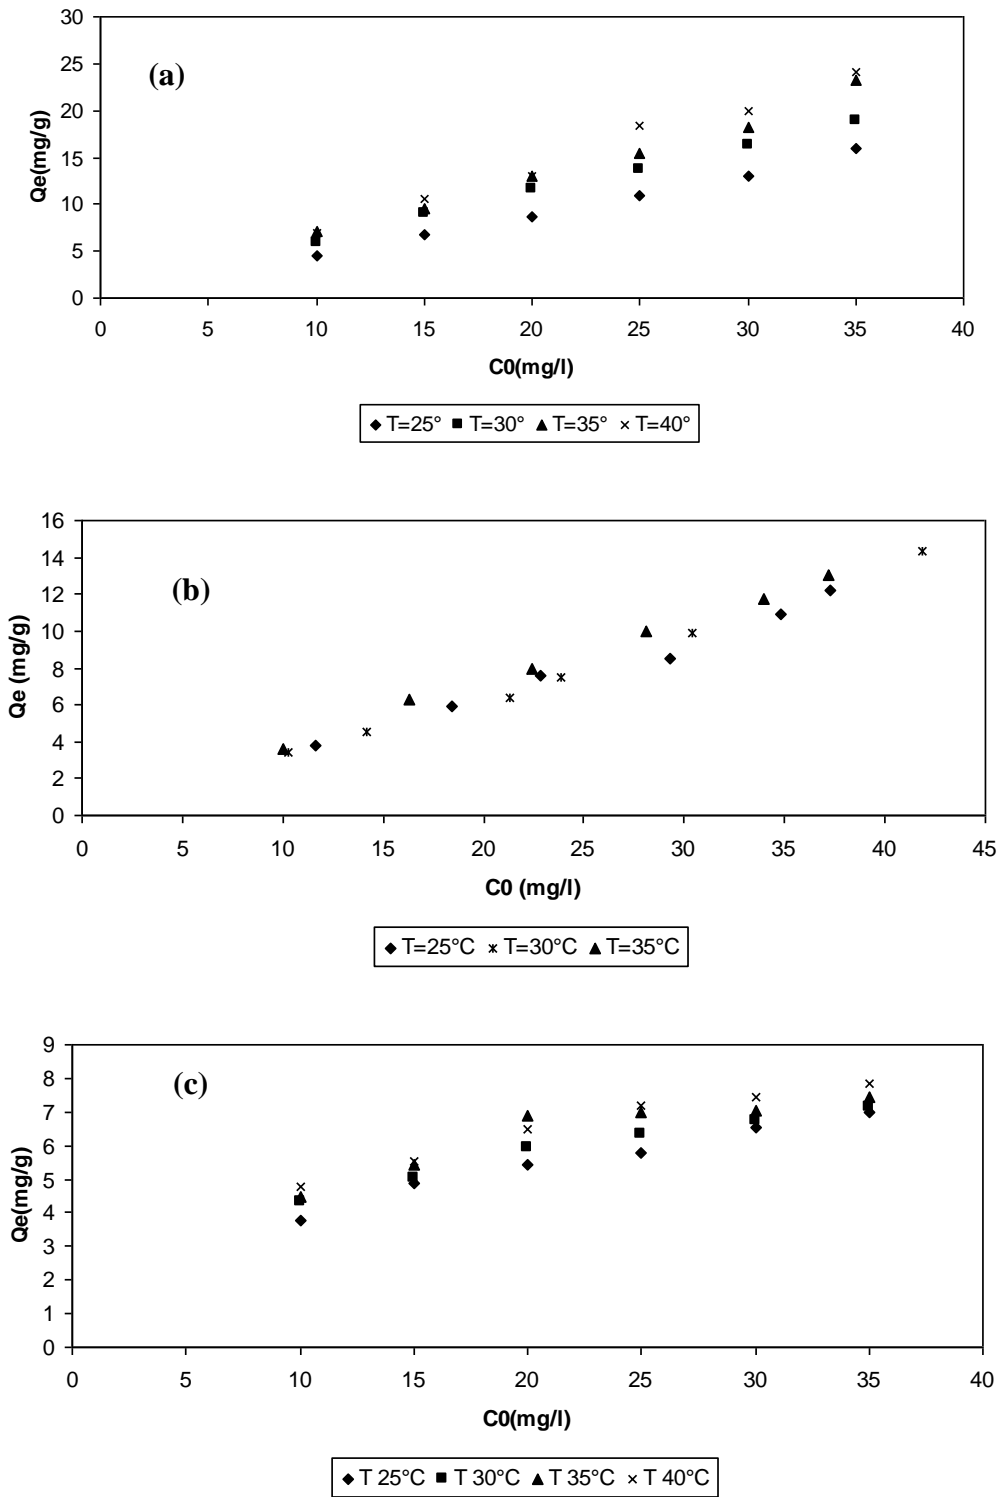 30
25
20
15
10
5
0
(a)
Qe(mg/g)
0 5 10 15 20 25 30 35 40
C0(mg/l)
T=25° T=30° T=35° T=40°
16
14
12
10
8
6
4
2
0
(b)
Qe (mg/g)
0 5 10 15 20 25 30 35 40 45
C0 (mg/l)
T=25°C T=30°C T=35°C
9
8
7
6
5
4
3
2
1
0
(c)
Qe(mg/g)
0 5 10 15 20 25 30 35 40
C0(mg/l)
T 25°C T 30°C T 35°C T 40°C